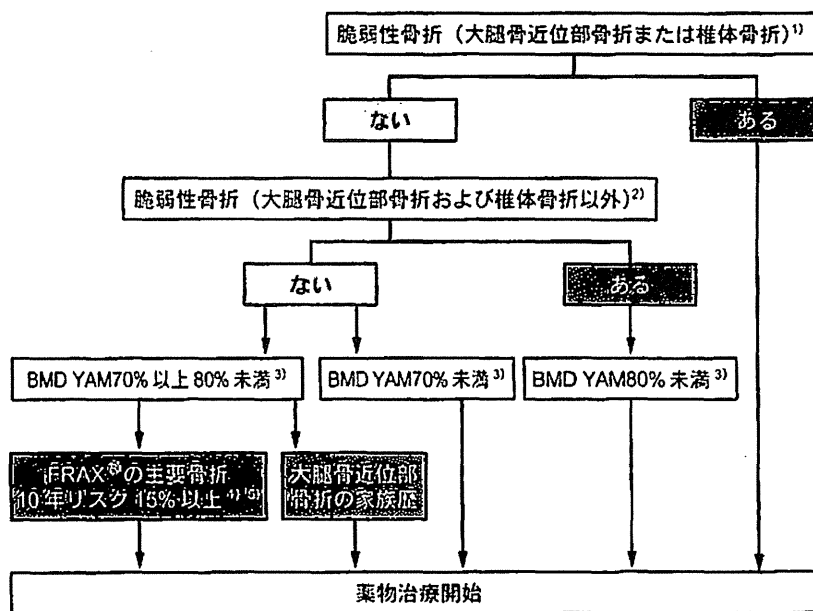 脆弱性骨折（大腿骨近位部骨折または椎体骨折）1)
ない
ある
脆弱性骨折（大腿骨近位部骨折および椎体骨折以外）2)
ない
ある
BMD YAM70% 以上 80% 未満 3)
BMD YAM70% 未満 3)
BMD YAM80% 未満 3)
FRAX®の主要骨折
10年リスク 15% 以上 4) 5)
大腿骨近位部
骨折の家族歴
薬物治療開始